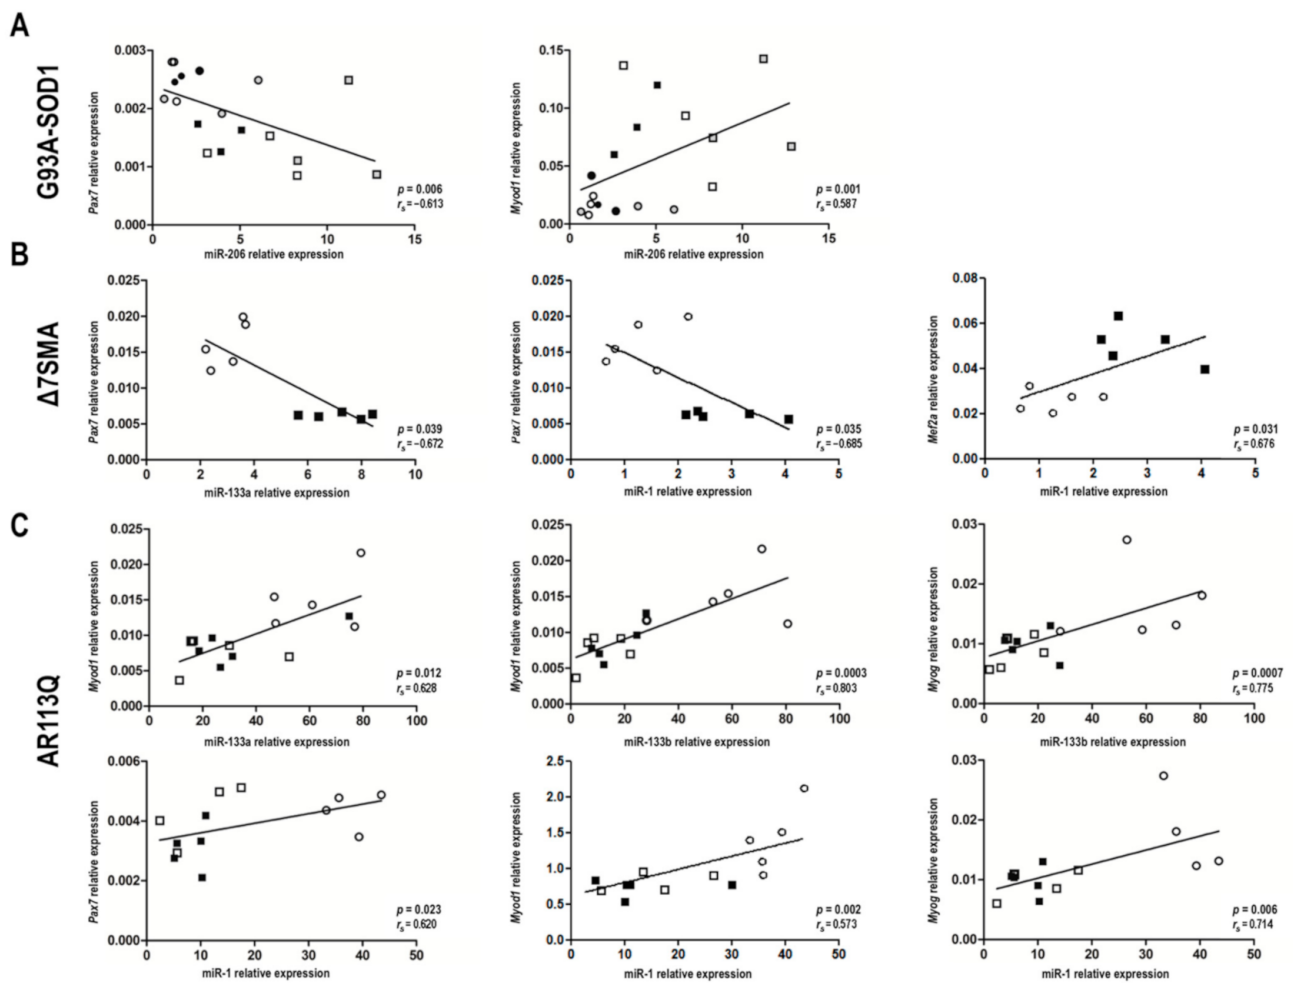 A
G93A-SOD1
0.003
0.002
0.001
0.000
Pax7 relative expression
0 5 10 15
miR-206 relative expression
p = 0.006
rs = −0.613
0.15
0.10
0.05
0.00
Myod1 relative expression
0 5 10 15
miR-206 relative expression
p = 0.001
rs = 0.587
B
Δ7SMA
0.025
0.020
0.015
0.010
0.005
0.000
Pax7 relative expression
0 2 4 6 8 10
miR-133a relative expression
p = 0.039
rs = −0.672
0.025
0.020
0.015
0.010
0.005
0.000
Pax7 relative expression
0 1 2 3 4 5
miR-1 relative expression
p = 0.035
rs = −0.685
0.08
0.06
0.04
0.02
0.00
Mef2a relative expression
0 1 2 3 4 5
miR-1 relative expression
p = 0.031
rs = 0.676
C
AR113Q
0.025
0.020
0.015
0.010
0.005
0.000
Myod1 relative expression
0 20 40 60 80 100
miR-133a relative expression
p = 0.012
rs = 0.628
0.025
0.020
0.015
0.010
0.005
0.000
Myod1 relative expression
0 20 40 60 80 100
miR-133b relative expression
p = 0.0003
rs = 0.803
0.03
0.02
0.01
0.00
Myog relative expression
0 20 40 60 80 100
miR-133b relative expression
p = 0.0007
rs = 0.775
0.006
0.004
0.002
0.000
Pax7 relative expression
0 10 20 30 40 50
miR-1 relative expression
p = 0.023
rs = 0.620
2.5
2.0
1.5
1.0
0.5
0.0
Myod1 relative expression
0 10 20 30 40 50
miR-1 relative expression
p = 0.002
rs = 0.573
0.03
0.02
0.01
0.00
Myog relative expression
0 10 20 30 40 50
miR-1 relative expression
p = 0.006
rs = 0.714